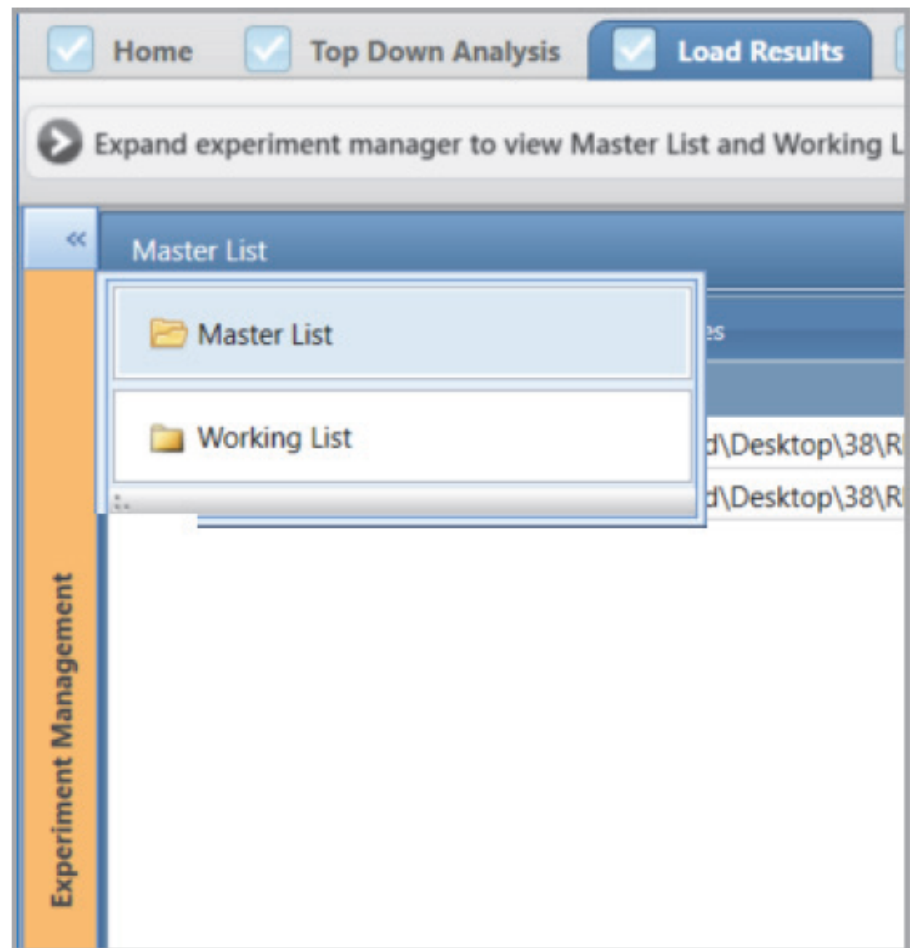 Home Top Down Analysis Load Results
Expand experiment manager to view Master List and Working L
« Master List
Master List
es
Working List
d\Desktop\38\R
d\Desktop\38\R
Experiment Management